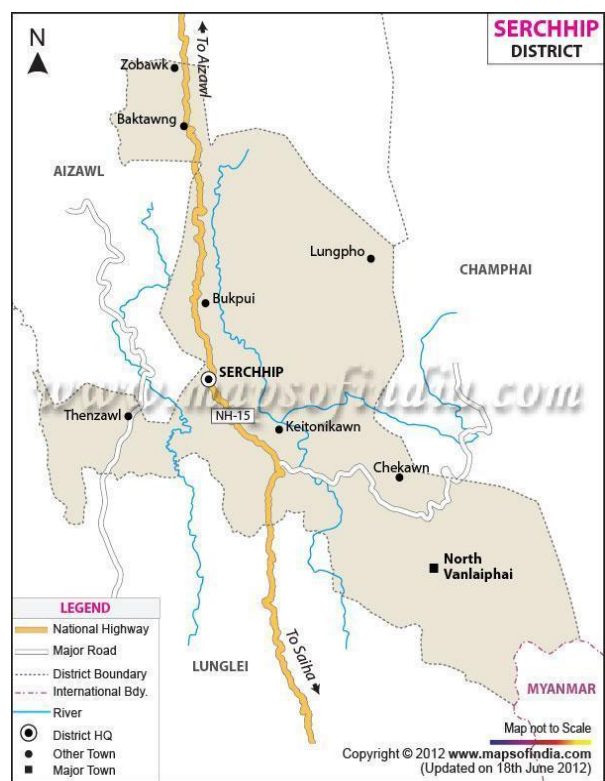 SERCHHIP
DISTRICT
N
To Aizawl
Zobawk
Baktawng
AIZAWL
Lungpho
CHAMPHAI
Bukpui
SERCHHIP
www.mapsofindia.com
Thenzawl
NH-15
Keitonikawn
Chekawn
North
Vanlaiphai
LEGEND
National Highway
Major Road
District Boundary
International Bdy.
River
District HQ
Other Town
Major Town
LUNGLEI
To Saiha
MYANMAR
Map not to Scale
Copyright © 2012 www.mapsofindia.com
(Updated on 18th June 2012)